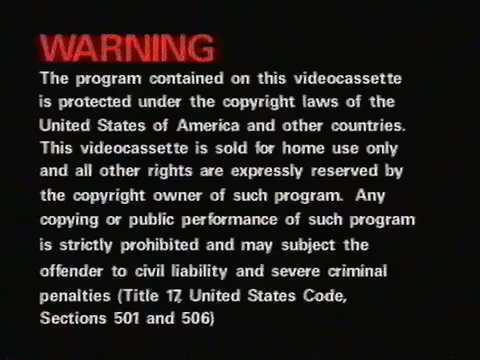 WARNING
The program contained on this videocassette
is protected under the copyright laws of the
United States of America and other countries.
This videocassette is sold for home use only
and all other rights are expressly reserved by
the copyright owner of such program. Any
copying or public performance of such program
is strictly prohibited and may subject the
offender to civil liability and severe criminal
penalties (Title 17, United States Code,
Sections 501 and 506)